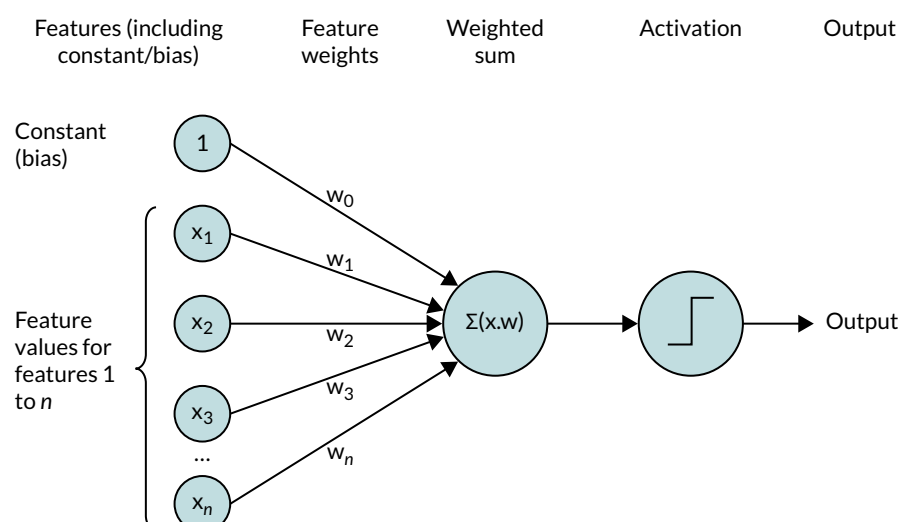 Features (including
constant/bias)
Feature
weights
Weighted
sum
Activation
Output
Constant
(bias)
1
w0
x1
w1
x2
w2
Feature
values for
features 1
to n
x3
w3
...
xn
wn
Σ(x.w)
Output